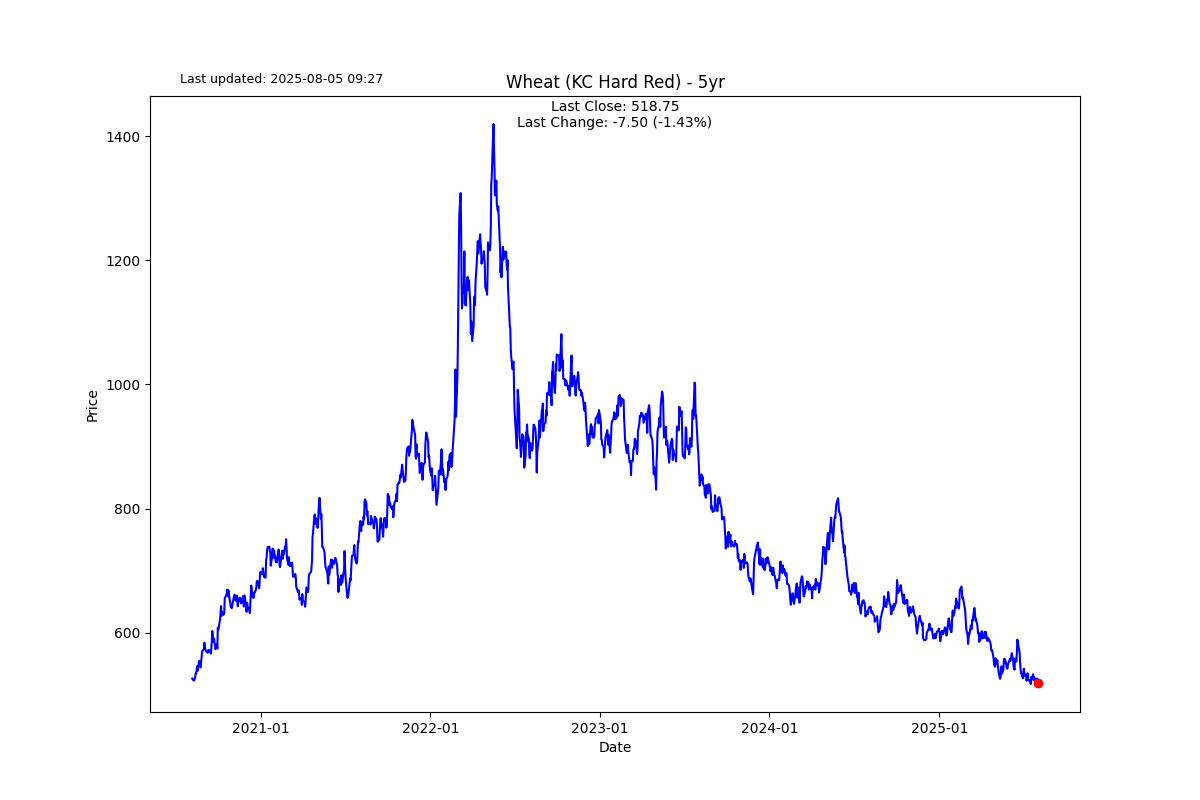 Last updated: 2025-08-05 09:27
Wheat (KC Hard Red) - 5yr
Last Close: 518.75
Last Change: -7.50 (-1.43%)
1400
1200
1000
800
600
Price
2021-01
2022-01
2023-01
2024-01
2025-01
Date